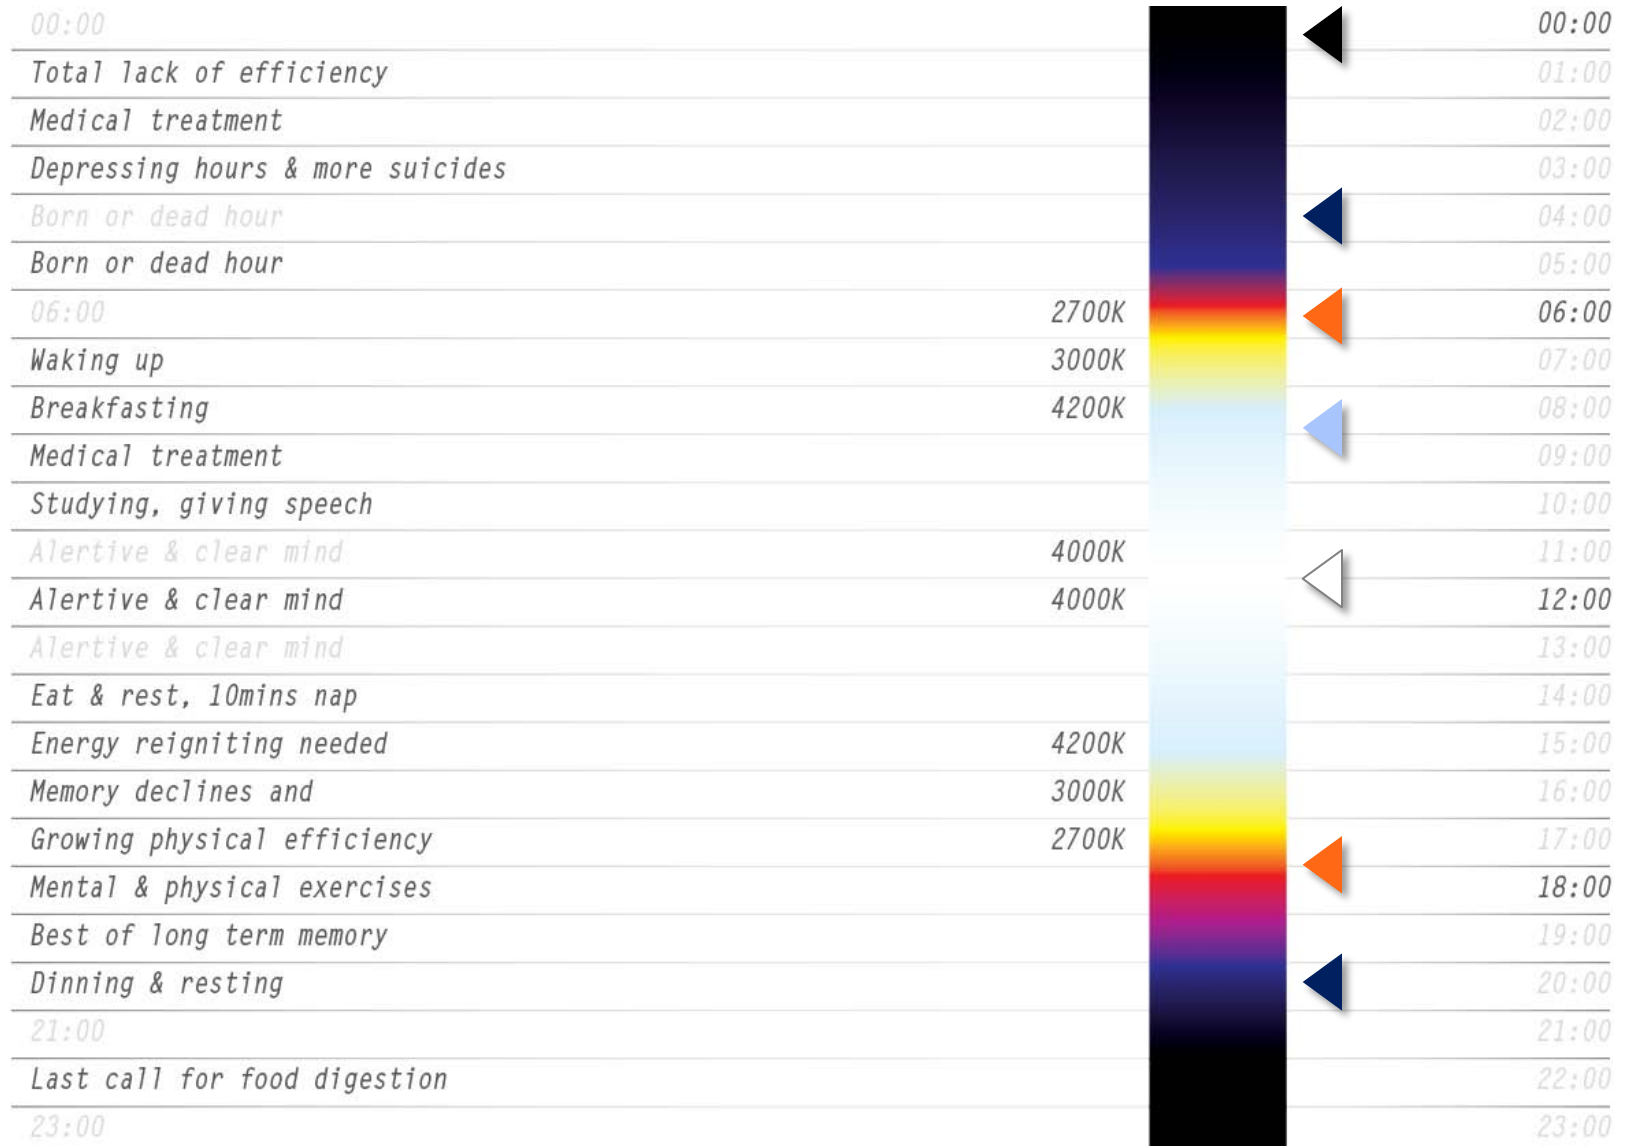 00:00 00:00
Total lack of efficiency 01:00
Medical treatment 02:00
Depressing hours & more suicides 03:00
Born or dead hour 04:00
Born or dead hour 05:00
06:00 2700K 06:00
Waking up 3000K 07:00
Breakfasting 4200K 08:00
Medical treatment 09:00
Studying, giving speech 10:00
Alertive & clear mind 4000K 11:00
Alertive & clear mind 4000K 12:00
Alertive & clear mind 13:00
Eat & rest, 10mins nap 14:00
Energy reigniting needed 4200K 15:00
Memory declines and 3000K 16:00
Growing physical efficiency 2700K 17:00
Mental & physical exercises 18:00
Best of long term memory 19:00
Dinning & resting 20:00
21:00 21:00
Last call for food digestion 22:00
23:00 23:00